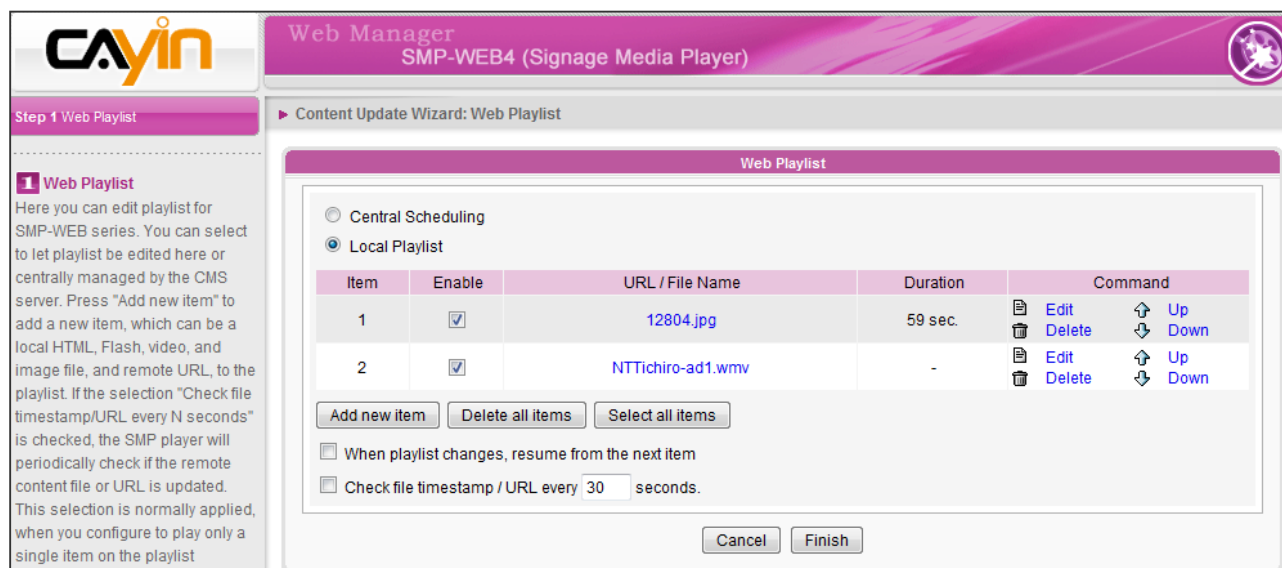 CAYIN
Web Manager
SMP-WEB4 (Signage Media Player)
Step 1 Web Playlist
Content Update Wizard: Web Playlist
1 Web Playlist
Here you can edit playlist for
SMP-WEB series. You can select
to let playlist be edited here or
centrally managed by the CMS
server. Press "Add new item" to
add a new item, which can be a
local HTML, Flash, video, and
image file, and remote URL, to the
playlist. If the selection "Check file
timestamp/URL every N seconds"
is checked, the SMP player will
periodically check if the remote
content file or URL is updated.
This selection is normally applied,
when you configure to play only a
single item on the playlist
Web Playlist
Central Scheduling
Local Playlist
Item Enable URL / File Name Duration Command
1 12804.jpg 59 sec. Edit Up
Delete Down
2 NTTichiro-ad1.wmv - Edit Up
Delete Down
Add new item Delete all items Select all items
When playlist changes, resume from the next item
Check file timestamp / URL every 30 seconds.
Cancel Finish